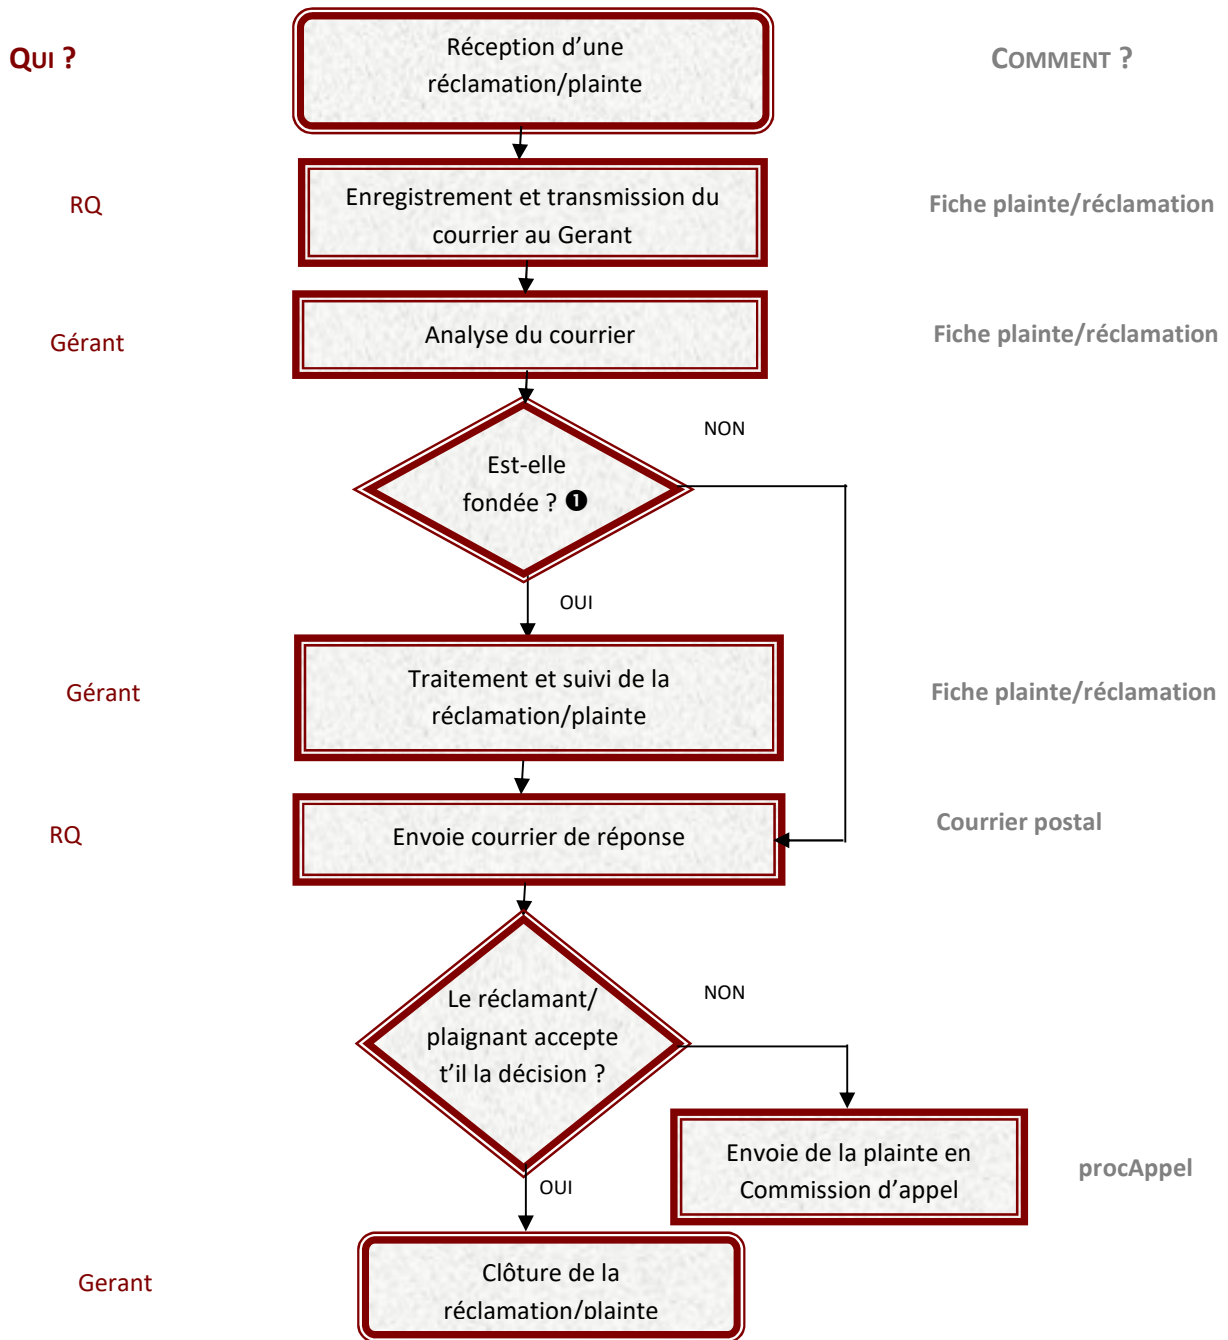 Réception d’une
réclamation/plainte
QUI ?
COMMENT ?
RQ
Enregistrement et transmission du
courrier au Gerant
Fiche plainte/réclamation
Gérant
Analyse du courrier
Fiche plainte/réclamation
NON
Est-elle
fondée ? ❶
OUI
Gérant
Traitement et suivi de la
réclamation/plainte
Fiche plainte/réclamation
RQ
Envoie courrier de réponse
Courrier postal
NON
Le réclamant/
plaignant accepte
t’il la décision ?
Envoie de la plainte en
Commission d’appel
procAppel
OUI
Gerant
Clôture de la
réclamation/plainte